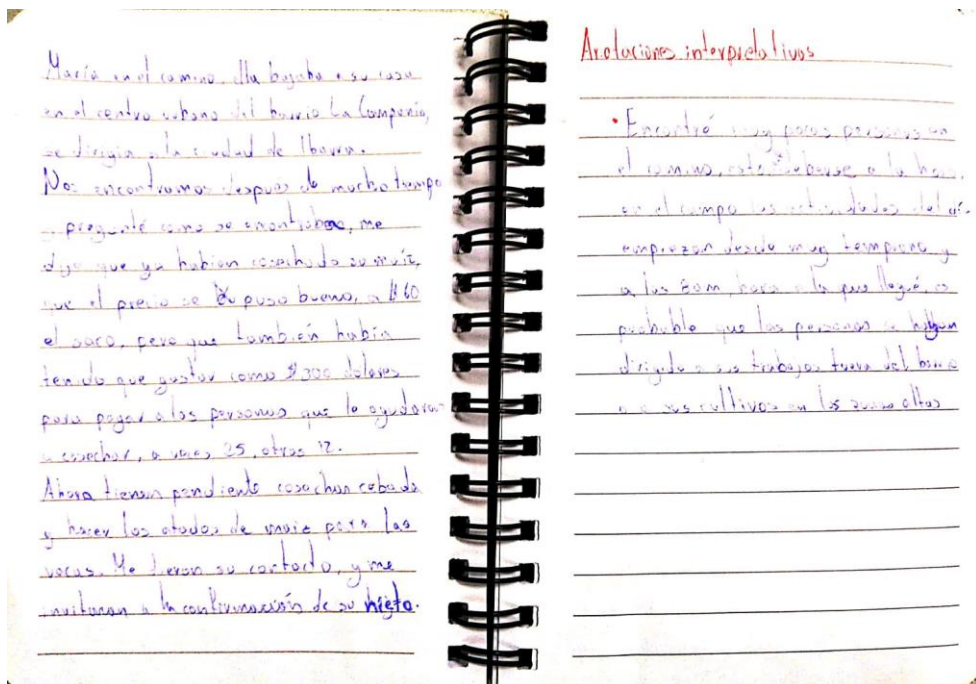 María en el camino, ella bajaba a su casa
en el centro urbano del barrio La Compañía,
se dirigía a la ciudad de Ibarra.
Nos encontramos después de mucho tiempo
pregunté como se encontraba, me
dijo que ya habían cosechado su maíz,
que el precio se puso bueno, a $60
el saco, pero que también había
tenido que gastar como $300 dolares
para pagar a las personas que le ayudaron
a cosechar, a veces 25, otras 12.
Ahora tienen pendiente cosechar cebada
y hacer los atados de maíz para las
vacas. Me dieron su contacto, y me
invitaron a la confirmación de su nieto.
Anotaciones interpretativas
• Encontré muy pocas personas en
el camino, esto debe a la hora,
en el campo las actividades del
empiezan desde muy temprano y
a las 8am, hora a la que llegué, es
probable que las personas se hayan
dirigido a sus trabajos fuera del barrio
o a sus cultivos en las zonas altas